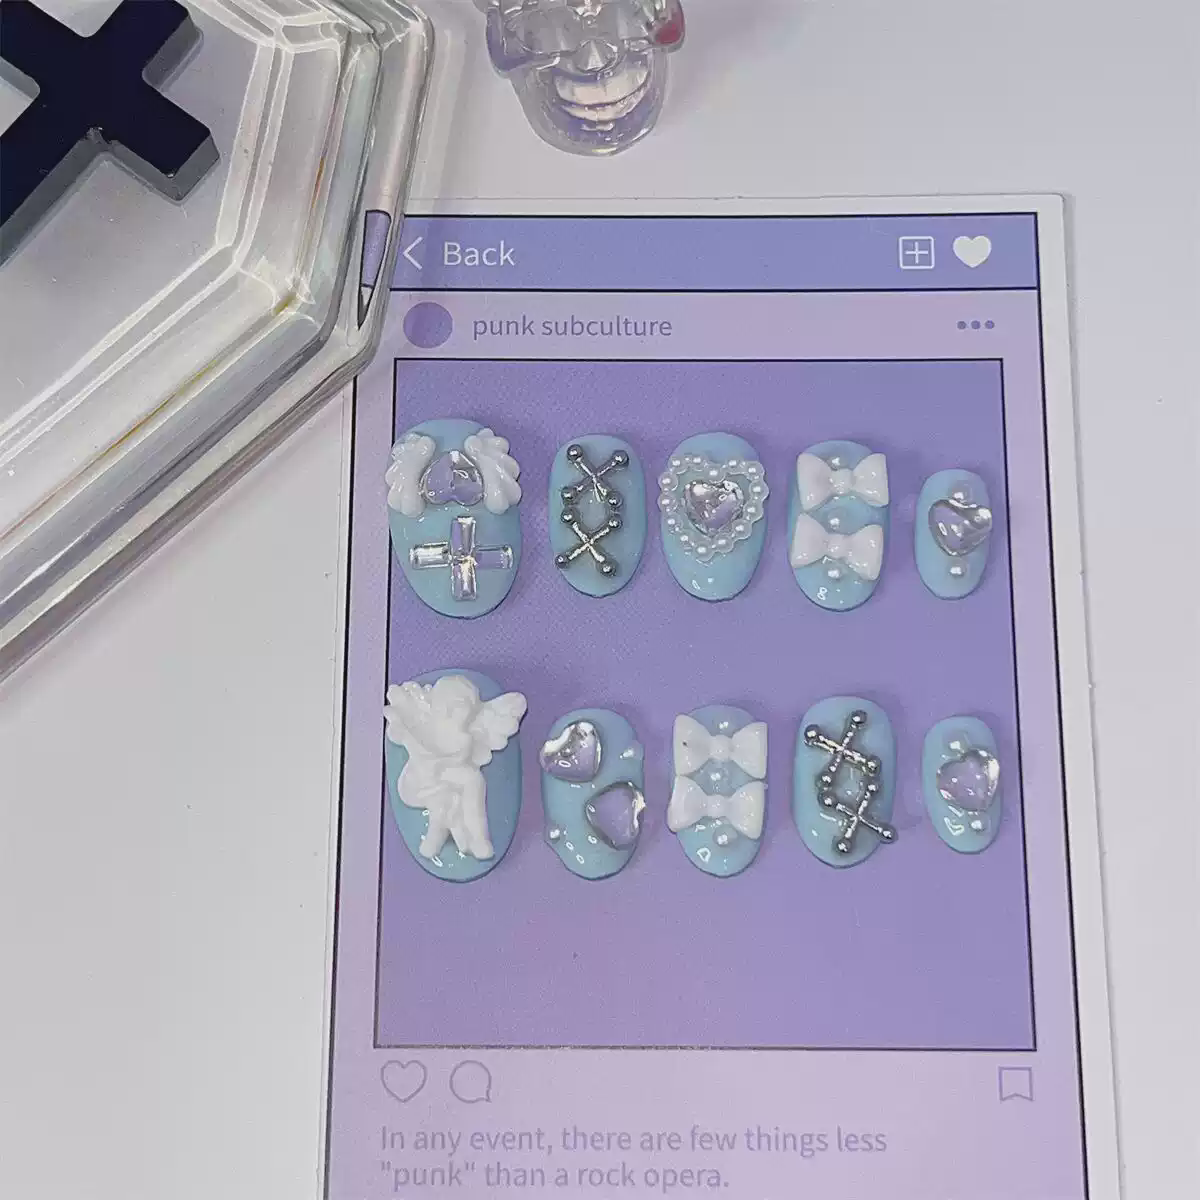 Back
punk subculture
In any event, there are few things less
"punk" than a rock opera.